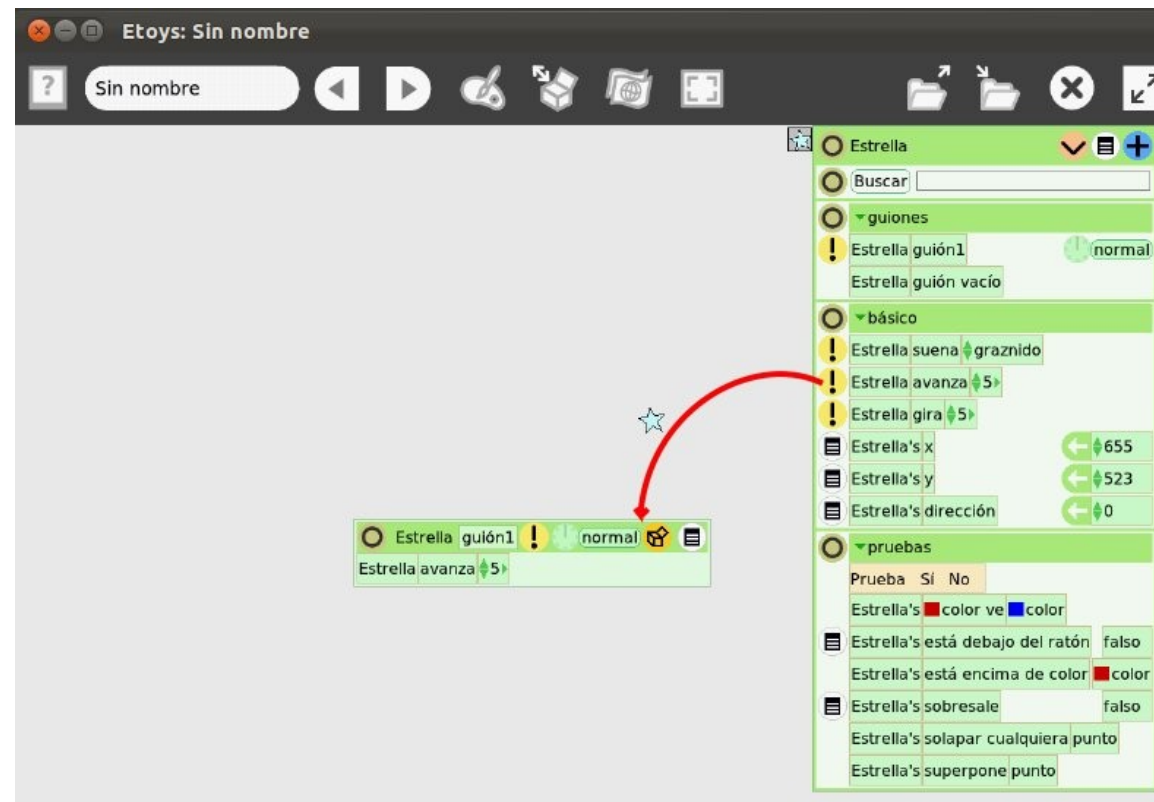 Etoys: Sin nombre
? Sin nombre
Estrella
Buscar
guiones
Estrella guión1 normal
Estrella guión vacío
básico
Estrella suena graznido
Estrella avanza 5
Estrella gira 5
Estrella's x 655
Estrella's y 523
Estrella's dirección 0
pruebas
Prueba Sí No
Estrella's color ve color
Estrella's está debajo del ratón falso
Estrella's está encima de color color
Estrella's sobresale falso
Estrella's solapar cualquiera punto
Estrella's superpone punto
Estrella guión1 ! normal
Estrella avanza 5